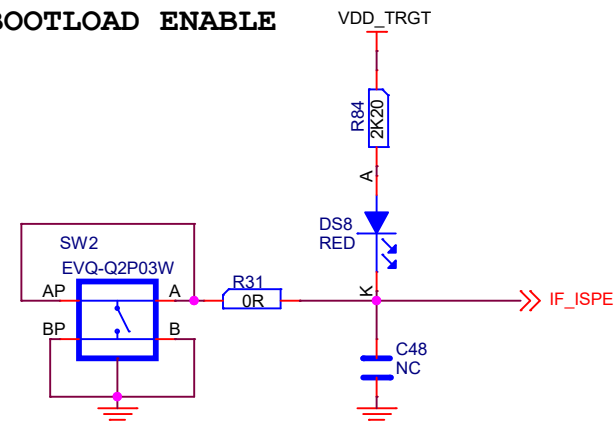 BOOTLOAD ENABLE
VDD_TRGT
R84
2K20
A
DS8
RED
K
SW2
EVQ-Q2P03W
AP
A
BP
B
R31
0R
IF_ISPE
C48
NC